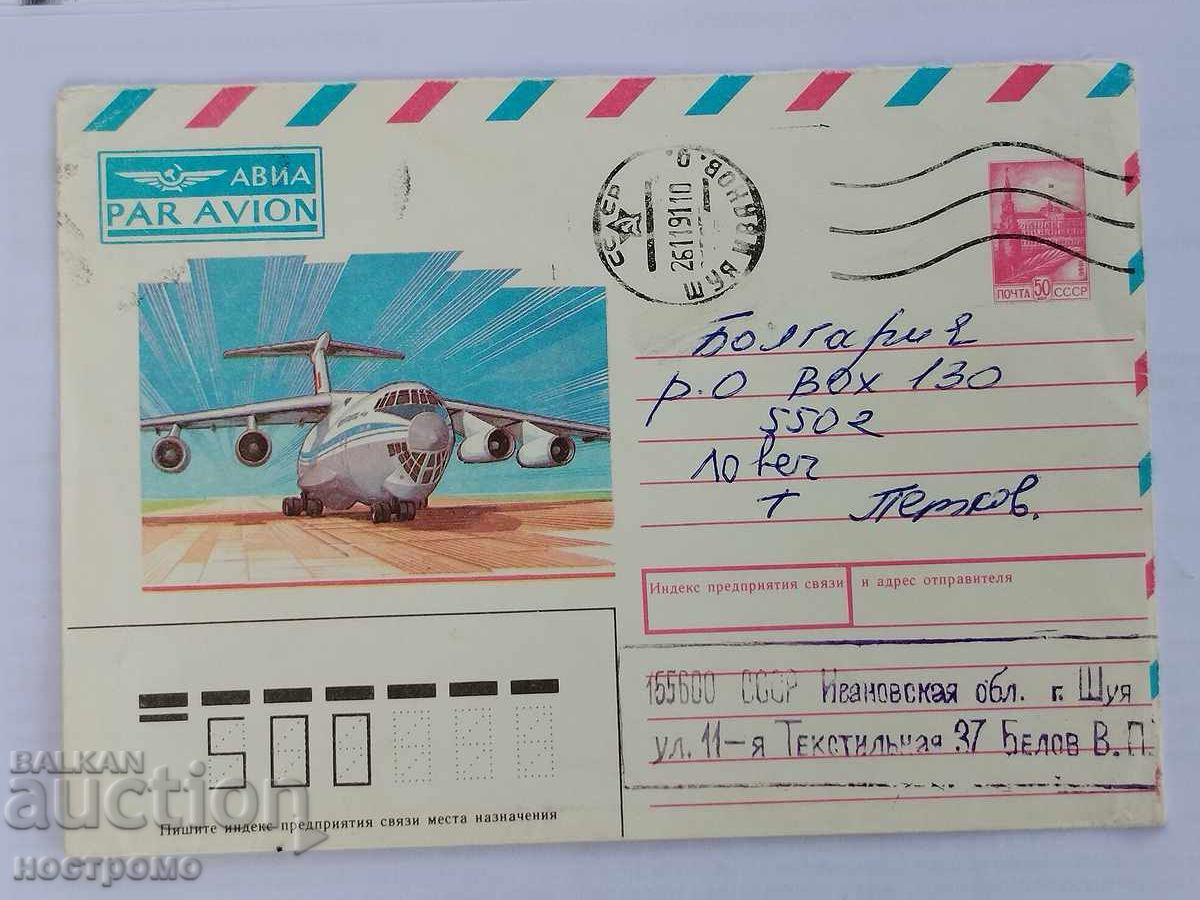 АВИА
PAR AVION
СССР
26 11 91 10
ШУЯ ИВАНОВ. О.
ПОЧТА 50 СССР
Болгария
p.O BOX 130
5502
Ловеч
т Петков.
Индекс предприятия связи и адрес отправителя
155600 СССР Ивановская обл. г. Шуя
ул. 11-я Текстильная 37 Белов В.П.
500
Пишите индекс предприятия связи места назначения
BALKAN
auction
ностромо